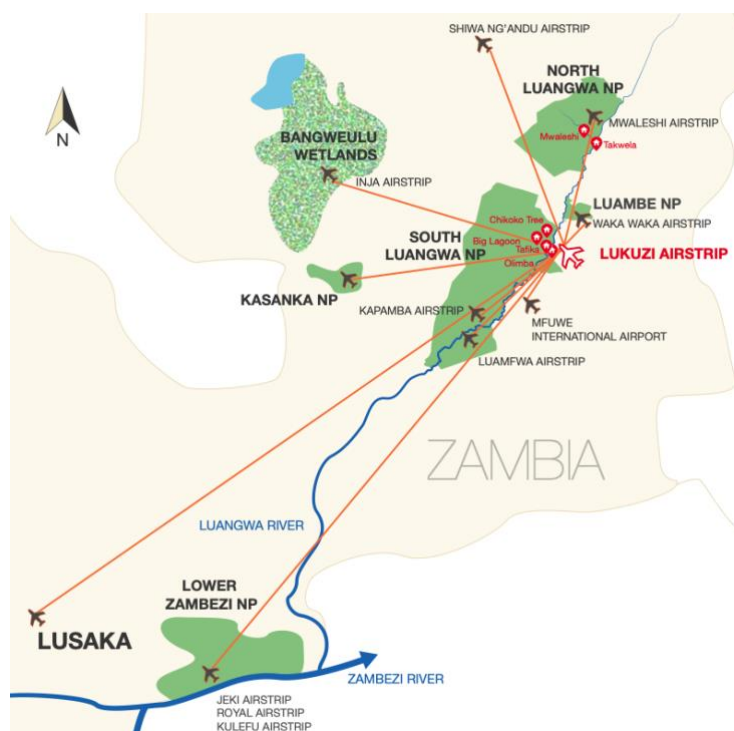 SHIWA NG'ANDU AIRSTRIP
NORTH
LUANGWA NP
MWALESHI AIRSTRIP
Mwaleshi
Takwela
N
BANGWEULU
WETLANDS
INJA AIRSTRIP
LUAMBE NP
WAKA WAKA AIRSTRIP
Chikoko Tree
Big Lagoon
Tafika
Olimba
SOUTH
LUANGWA NP
LUKUZI AIRSTRIP
KASANKA NP
KAPAMBA AIRSTRIP
MFUWE
INTERNATIONAL AIRPORT
LUAMFWA AIRSTRIP
ZAMBIA
LUANGWA RIVER
LOWER
ZAMBEZI NP
LUSAKA
ZAMBEZI RIVER
JEKI AIRSTRIP
ROYAL AIRSTRIP
KULEFU AIRSTRIP